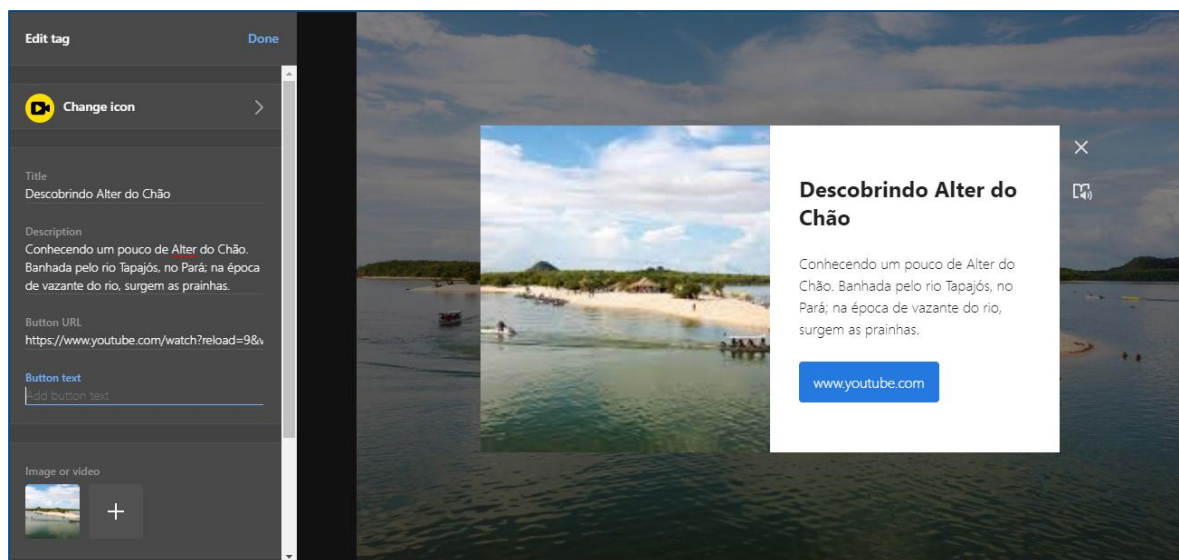 Edit tag
Done
Change icon
Title
Descobrindo Alter do Chão
Description
Conhecendo um pouco de Alter do Chão.
Banhada pelo rio Tapajós, no Pará; na época
de vazante do rio, surgem as prainhas.
Button URL
https://www.youtube.com/watch?reload=9&v
Button text
Add button text
Image or video
Descobrindo Alter do
Chão
Conhecendo um pouco de Alter do
Chão. Banhada pelo rio Tapajós, no
Pará; na época de vazante do rio,
surgem as prainhas.
www.youtube.com